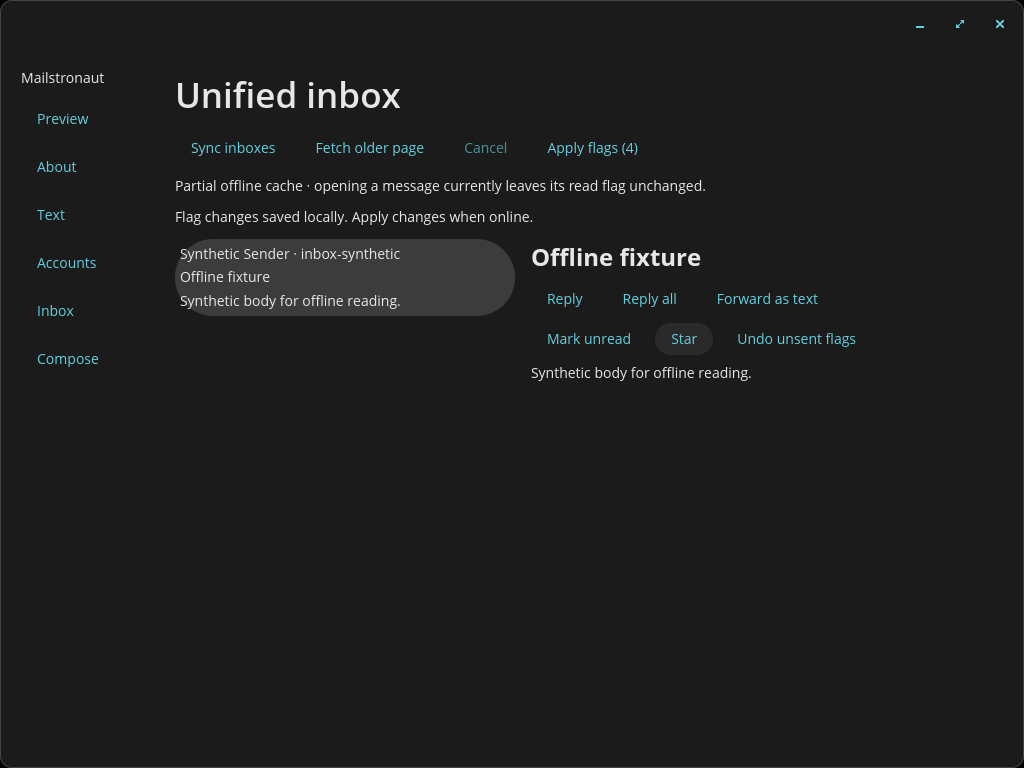 Mailstronaut
Preview
About
Text
Accounts
Inbox
Compose
Unified inbox
Sync inboxes Fetch older page Cancel Apply flags (4)
Partial offline cache · opening a message currently leaves its read flag unchanged.
Flag changes saved locally. Apply changes when online.
Synthetic Sender · inbox-synthetic
Offline fixture
Synthetic body for offline reading.
Offline fixture
Reply Reply all Forward as text
Mark unread Star Undo unsent flags
Synthetic body for offline reading.